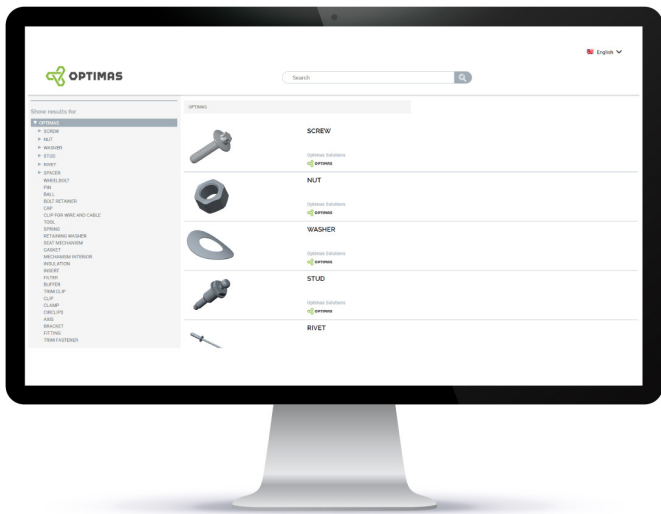 English
OPTIMAS
Search
Show results for
OPTIMAS
SCREW
NUT
WASHER
STUD
RIVET
SPACER
WHEELBOLT
PIN
BALL
BOLT RETAINER
CAP
CLIP FOR WIRE AND CABLE
TOOL
SPRING
RETAINING WASHER
SEAT MECHANISM
GASKET
MECHANISM INTERIOR
INSULATION
INSERT
FILTER
BUFFER
TRIM CLIP
CLIP
CLAMP
CIRCLIPS
AXIS
BRACKET
FITTING
TRIM FASTENER
OPTIMAS
SCREW
Optimas Solutions
OPTIMAS
NUT
Optimas Solutions
OPTIMAS
WASHER
Optimas Solutions
OPTIMAS
STUD
Optimas Solutions
OPTIMAS
RIVET